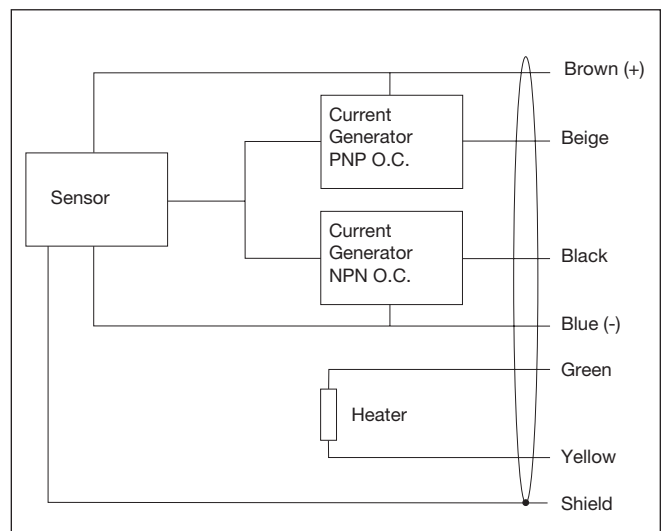 Brown (+)
Current
Generator
PNP O.C.
Beige
Sensor
Current
Generator
NPN O.C.
Black
Blue (-)
Green
Heater
Yellow
Shield